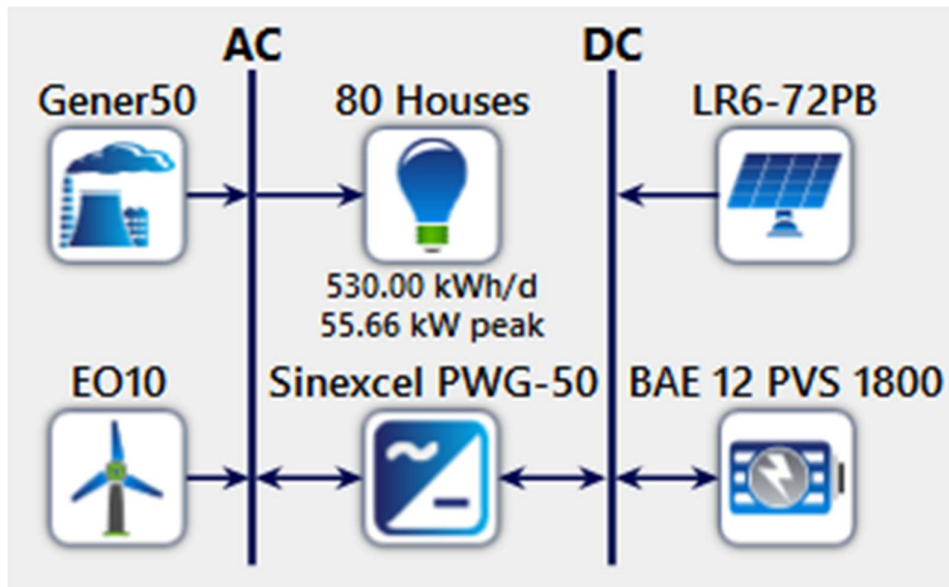 AC
DC
Gener50
80 Houses
LR6-72PB
530.00 kWh/d
55.66 kW peak
EO10
Sinexcel PWG-50
BAE 12 PVS 1800